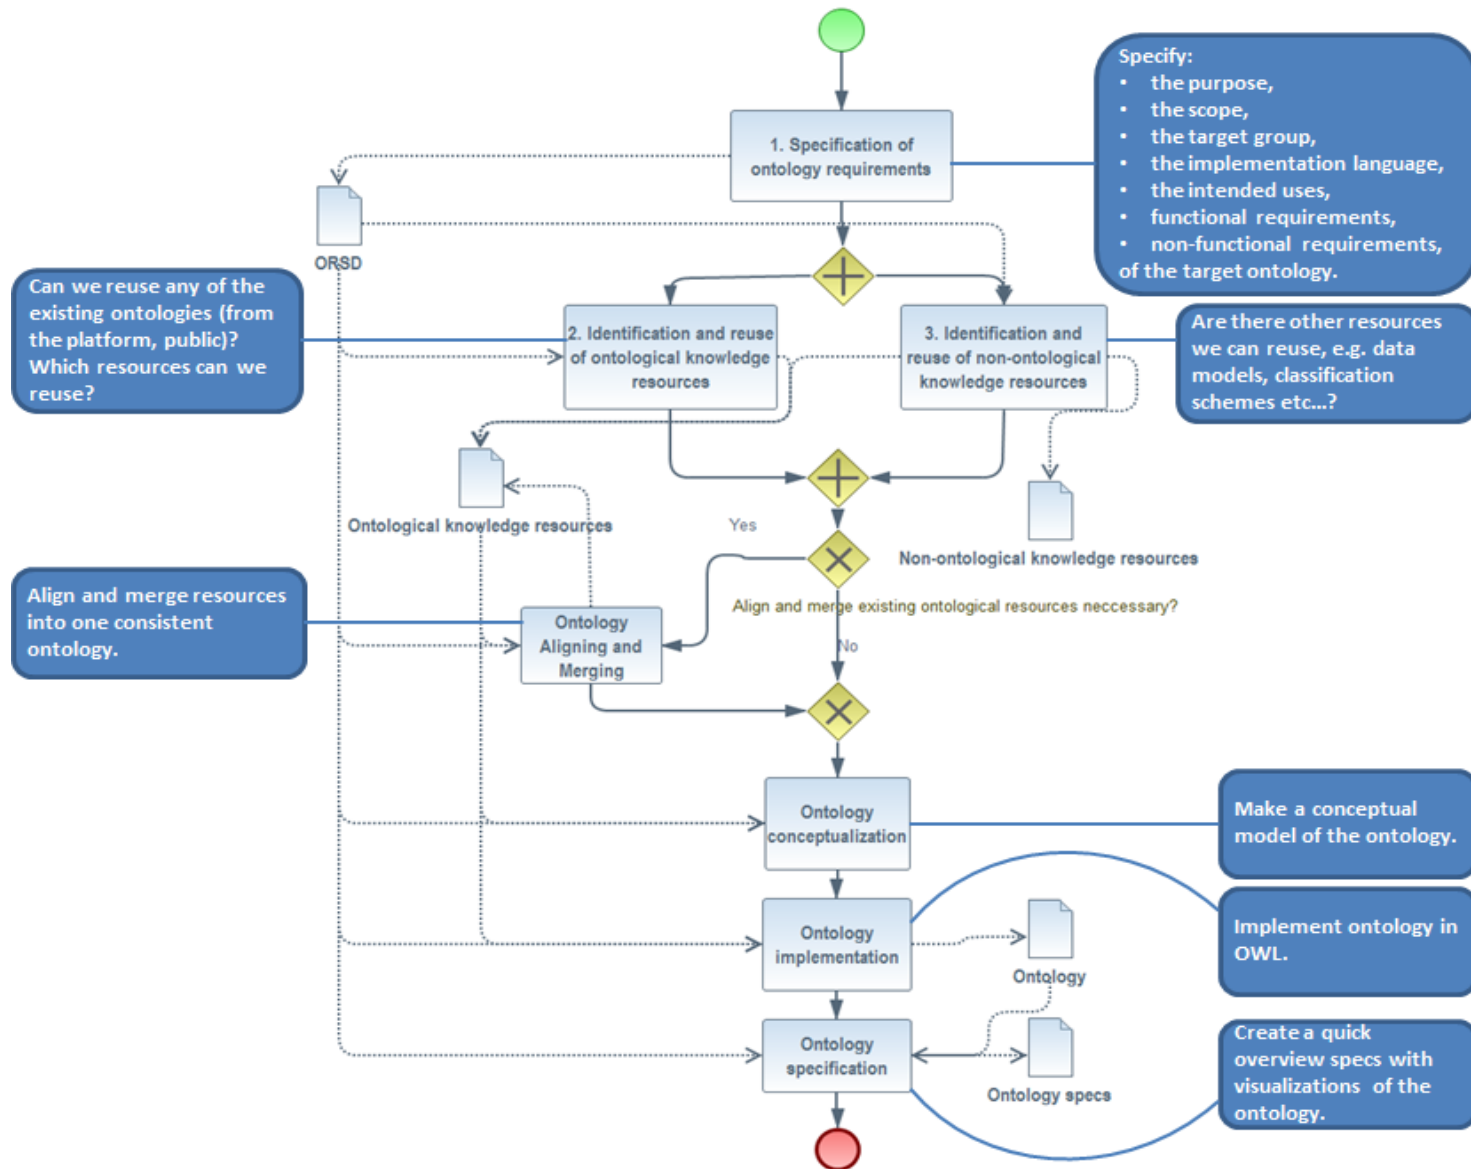 Specify:
• the purpose,
• the scope,
• the target group,
• the implementation language,
• the intended uses,
• functional requirements,
• non-functional requirements,
of the target ontology.
1. Specification of
ontology requirements
ORSD
Can we reuse any of the
existing ontologies (from
the platform, public)?
Which resources can we
reuse?
2. Identification and reuse
of ontological knowledge
resources
3. Identification and
reuse of non-ontological
knowledge resources
Are there other resources
we can reuse, e.g. data
models, classification
schemes etc...?
Ontological knowledge resources
Yes
Non-ontological knowledge resources
Align and merge existing ontological resources neccessary?
No
Align and merge resources
into one consistent
ontology.
Ontology
Aligning and
Merging
Ontology
conceptualization
Make a conceptual
model of the ontology.
Ontology
implementation
Ontology
Implement ontology in
OWL.
Ontology
specification
Ontology specs
Create a quick
overview specs with
visualizations of the
ontology.